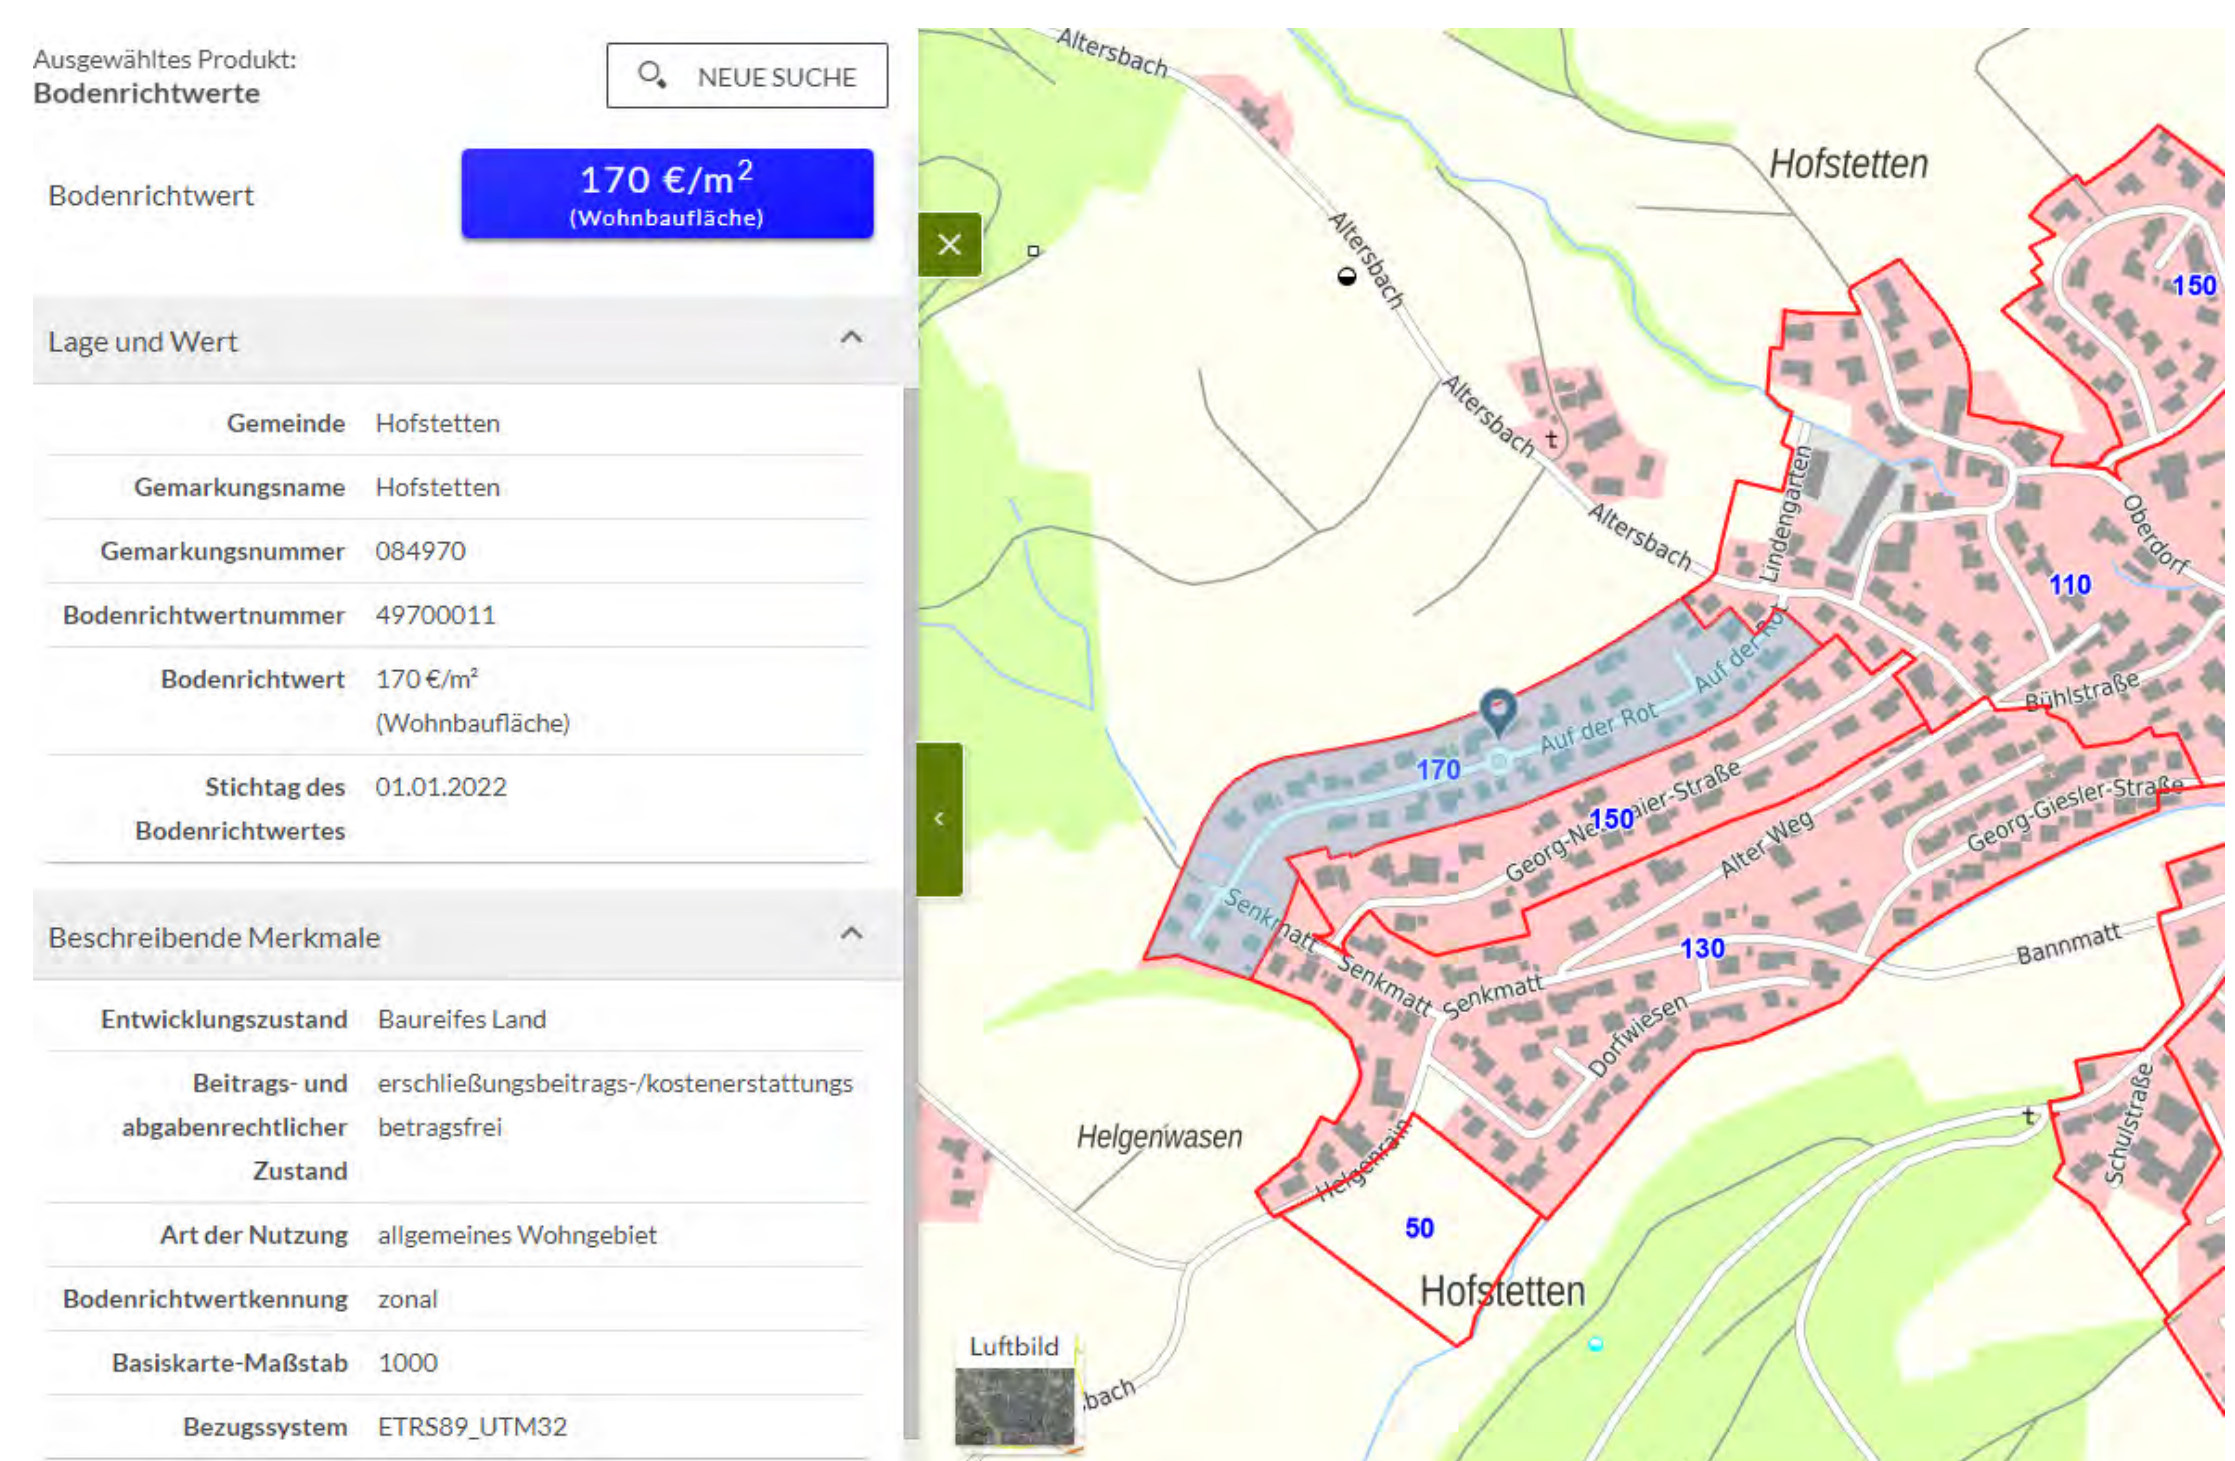 Ausgewähltes Produkt:
Bodenrichtwerte
NEUE SUCHE
Bodenrichtwert
170 €/m²
(Wohnbaufläche)
Lage und Wert
Gemeinde Hofstetten
Gemarkungsname Hofstetten
Gemarkungsnummer 084970
Bodenrichtwertnummer 49700011
Bodenrichtwert 170 €/m²
(Wohnbaufläche)
Stichtag des 01.01.2022
Bodenrichtwertes
Beschreibende Merkmale
Entwicklungszustand Baureifes Land
Beitrags- und erschließungsbeitrags-/kostenerstattungs
abgabenrechtlicher betragsfrei
Zustand
Art der Nutzung allgemeines Wohngebiet
Bodenrichtwertkennung zonal
Basiskarte-Maßstab 1000
Bezugssystem ETRS89_UTM32
Altersbach
Hofstetten
Altersbach
150
Altersbach
Lindengarten
Altersbach
Oberdorf
110
Auf der Rot
Bühlstraße
Auf der Rot
170
150
Georg-Giesler-Straße
Alter Weg
Senkmatt
130
Bannmatt
Senkmatt
Senkmatt
Dorfwiesen
Helgenwasen
Helgenrain
Schulstraße
50
Hofstetten
Luftbild
bach